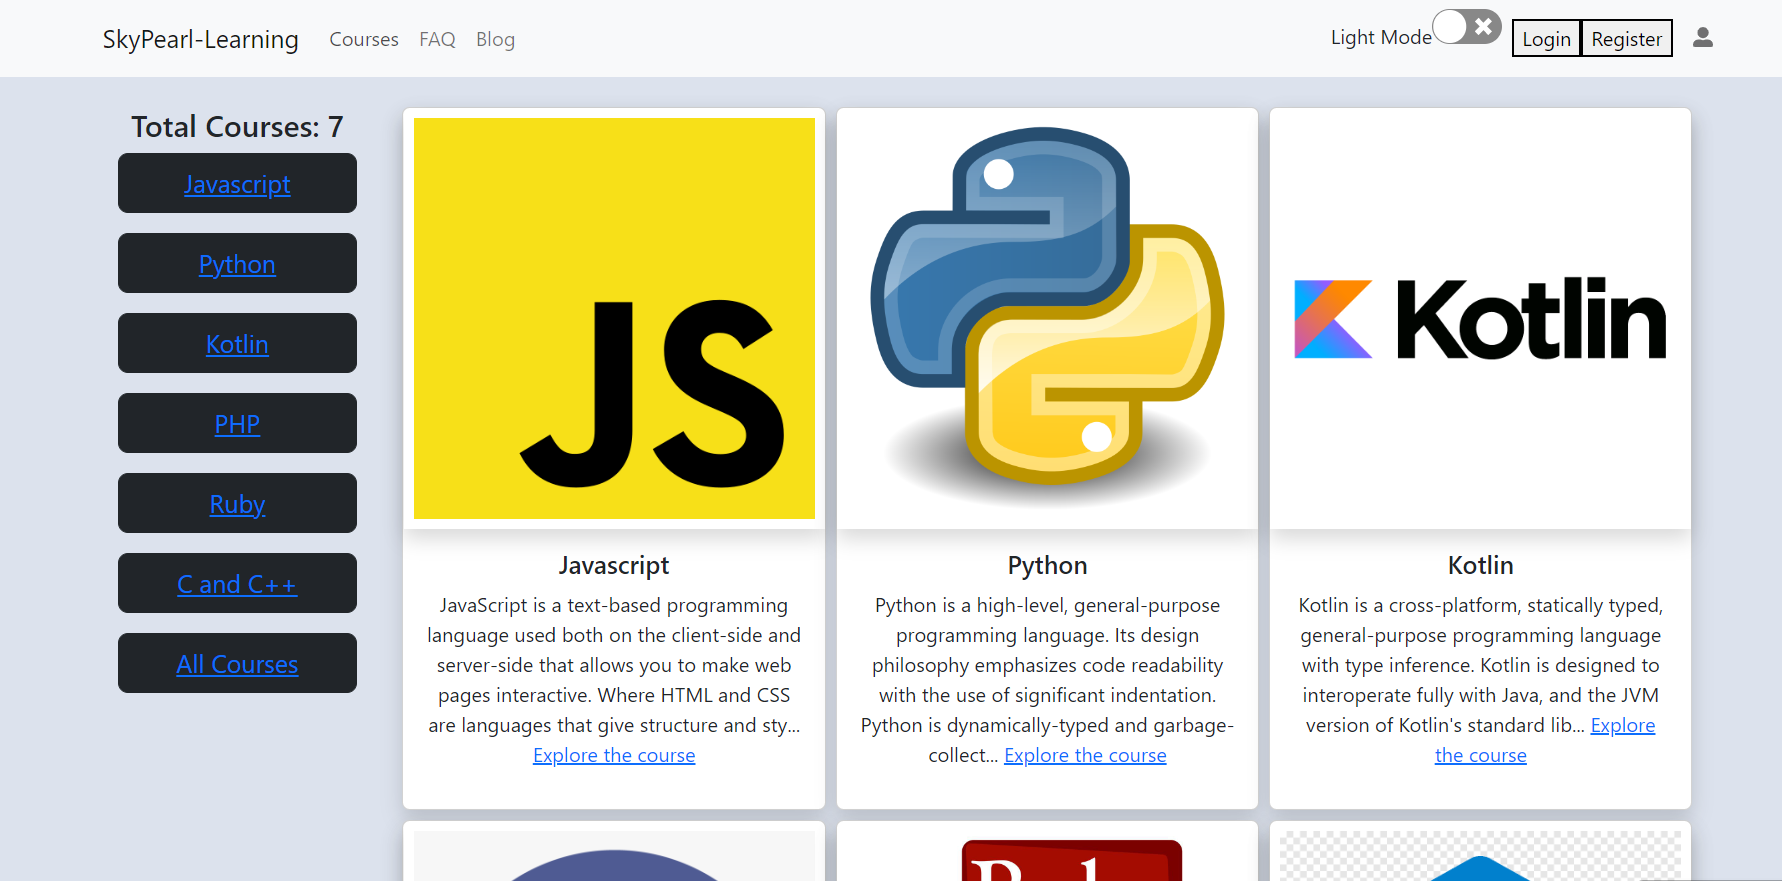 SkyPearl-Learning Courses FAQ Blog Light Mode Login Register
Total Courses: 7
Javascript
Python
Kotlin
PHP
Ruby
C and C++
All Courses
JS
Javascript
JavaScript is a text-based programming
language used both on the client-side and
server-side that allows you to make web
pages interactive. Where HTML and CSS
are languages that give structure and sty...
Explore the course
Python
Python is a high-level, general-purpose
programming language. Its design
philosophy emphasizes code readability
with the use of significant indentation.
Python is dynamically-typed and garbage-
collect... Explore the course
Kotlin
Kotlin
Kotlin is a cross-platform, statically typed,
general-purpose programming language
with type inference. Kotlin is designed to
interoperate fully with Java, and the JVM
version of Kotlin's standard lib... Explore
the course